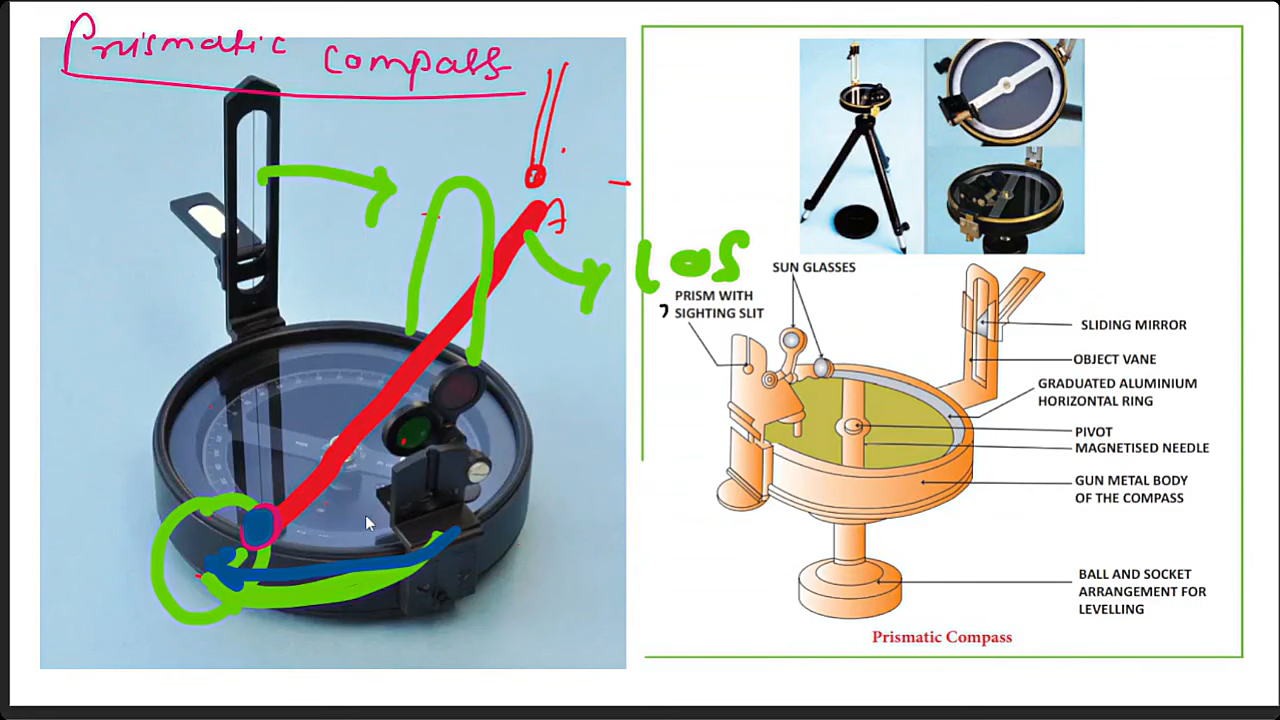 Prismatic Compass
A
LOS
SUN GLASSES
PRISM WITH
SIGHTING SLIT
SLIDING MIRROR
OBJECT VANE
GRADUATED ALUMINIUM
HORIZONTAL RING
PIVOT
MAGNETISED NEEDLE
GUN METAL BODY
OF THE COMPASS
BALL AND SOCKET
ARRANGEMENT FOR
LEVELLING
Prismatic Compass